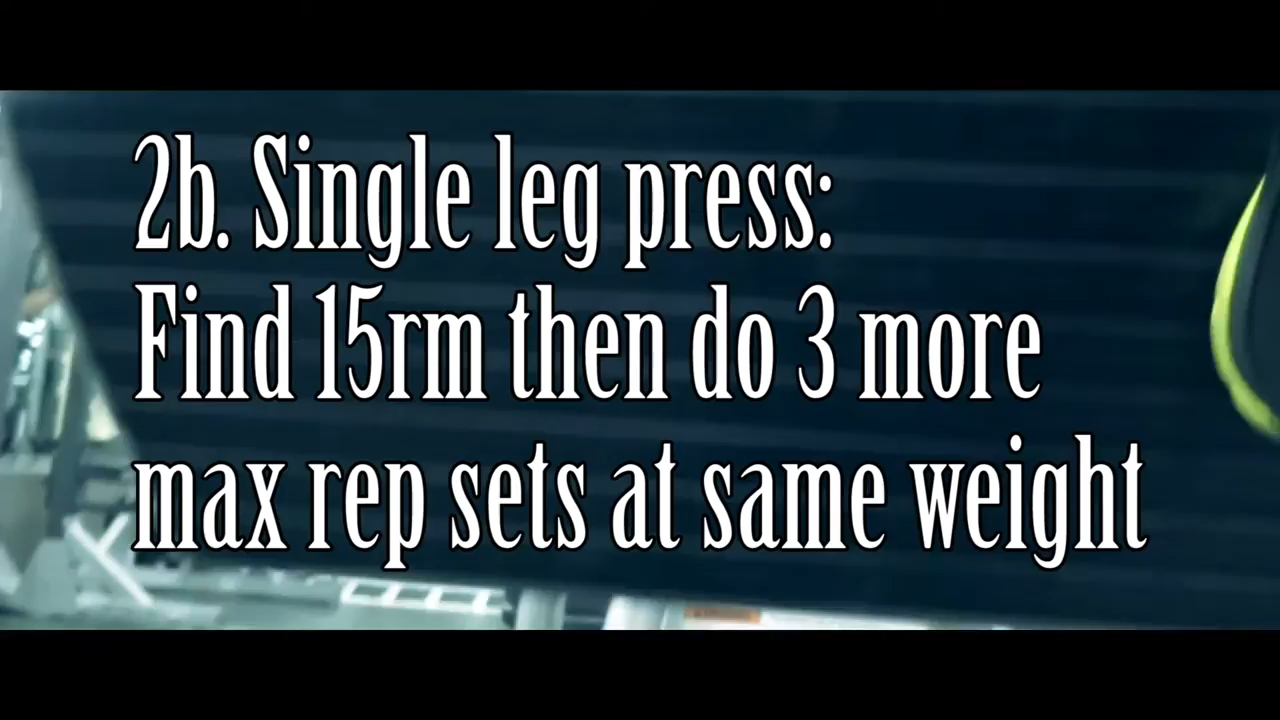 2b. Single leg press:
Find 15rm then do 3 more
max rep sets at same weight